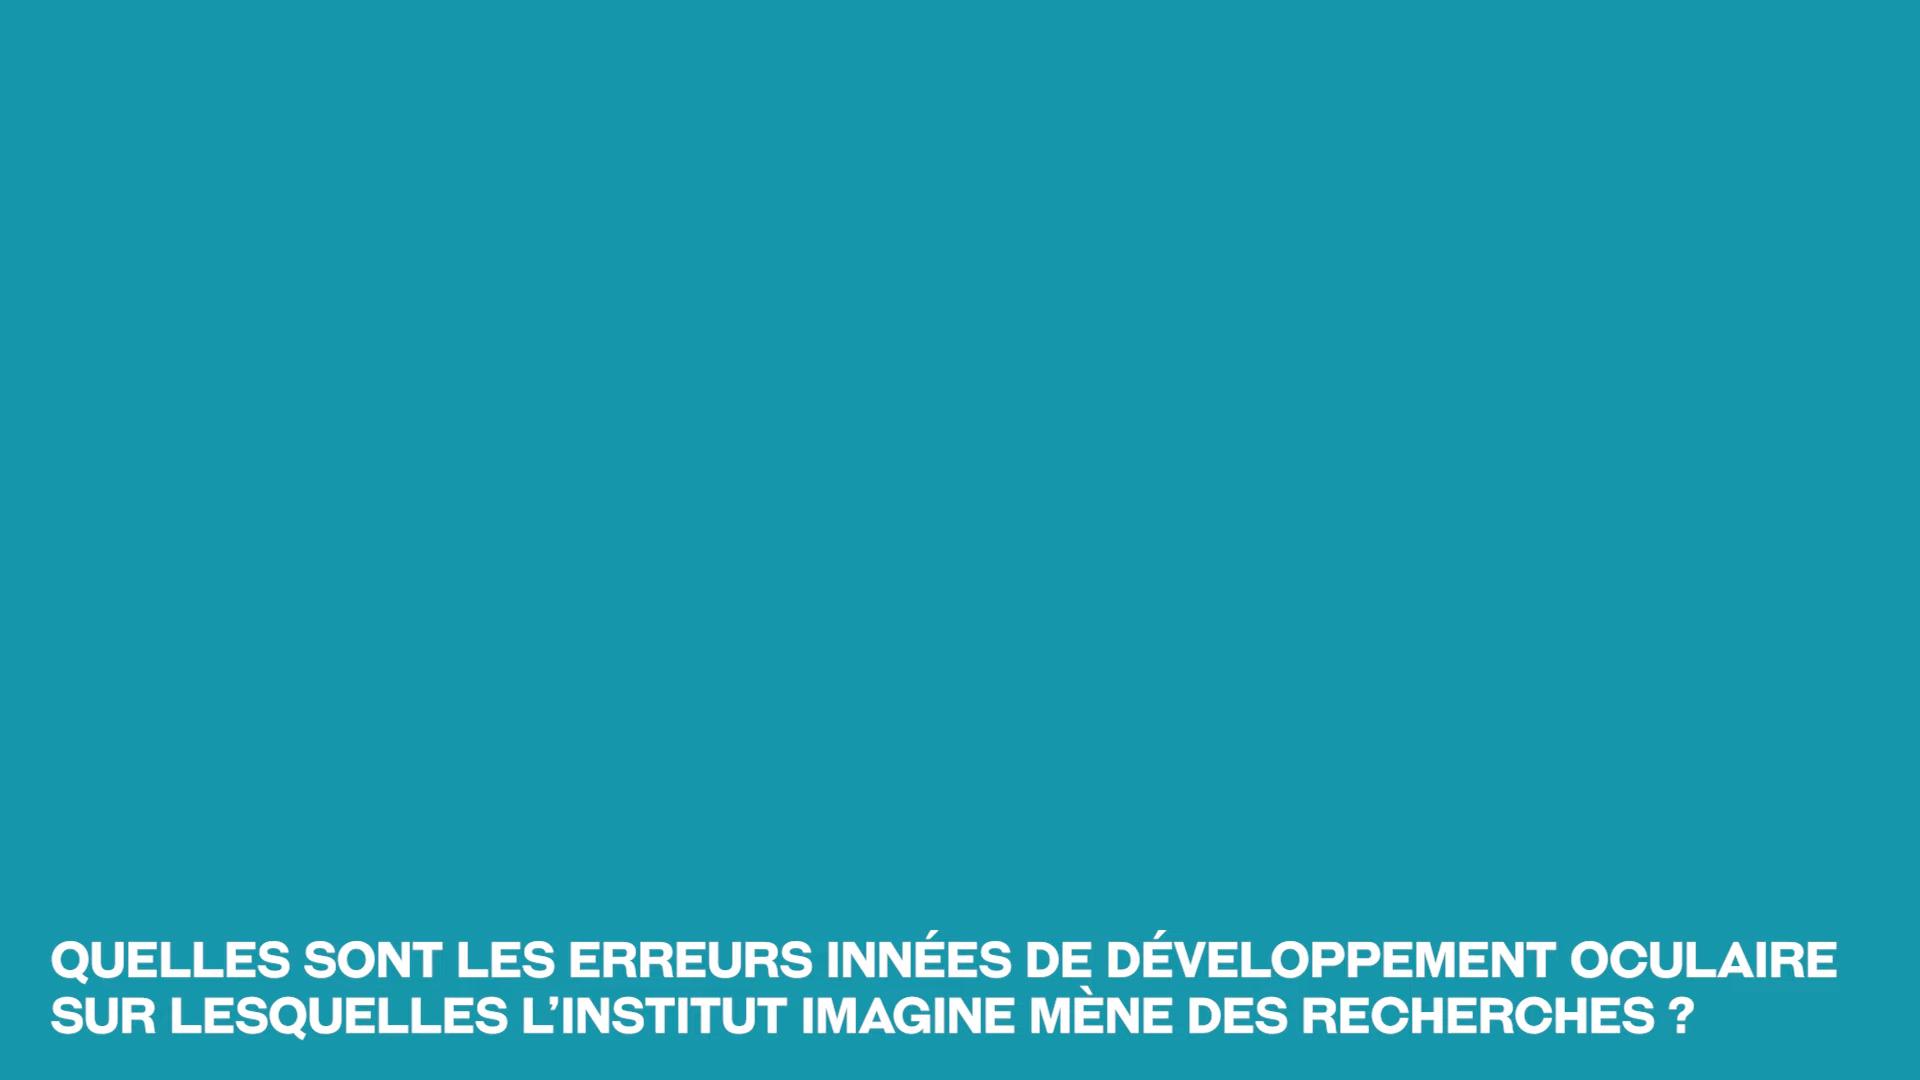 QUELLES SONT LES ERREURS INNÉES DE DÉVELOPPEMENT OCULAIRE
SUR LESQUELLES L’INSTITUT IMAGINE MÈNE DES RECHERCHES ?